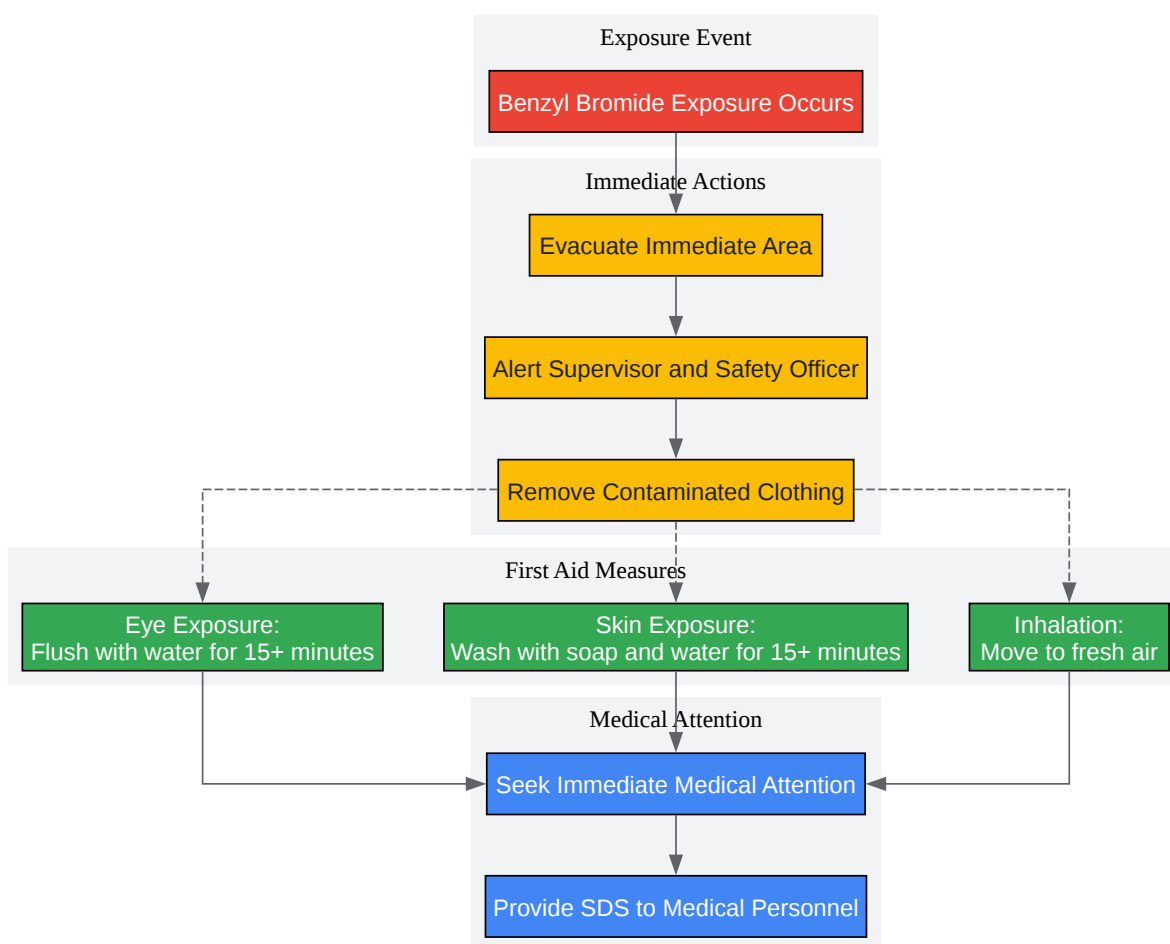 Exposure Event
Benzyl Bromide Exposure Occurs
Immediate Actions
Evacuate Immediate Area
Alert Supervisor and Safety Officer
Remove Contaminated Clothing
First Aid Measures
Eye Exposure:
Flush with water for 15+ minutes
Skin Exposure:
Wash with soap and water for 15+ minutes
Inhalation:
Move to fresh air
Medical Attention
Seek Immediate Medical Attention
Provide SDS to Medical Personnel